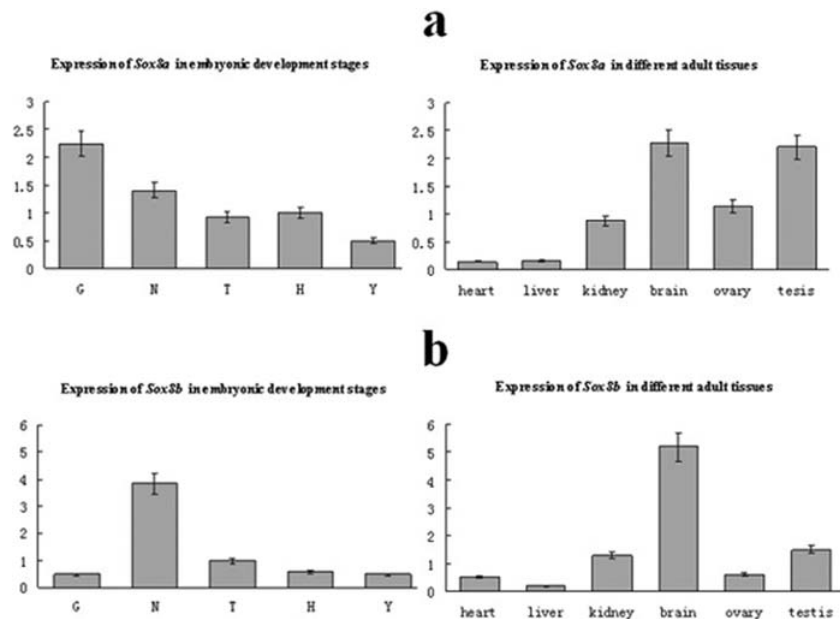 a
Expression of Sox8a in embryonic development stages
3
2.5
2
1.5
1
0.5
0
G N T H Y
Expression of Sox8a in different adult tissues
3
2.5
2
1.5
1
0.5
0
heart liver kidney brain ovary tesis
b
Expression of Sox8b in embryonic development stages
6
5
4
3
2
1
0
G N T H Y
Expression of Sox8b in different adult tissues
6
5
4
3
2
1
0
heart liver kidney brain ovary testis